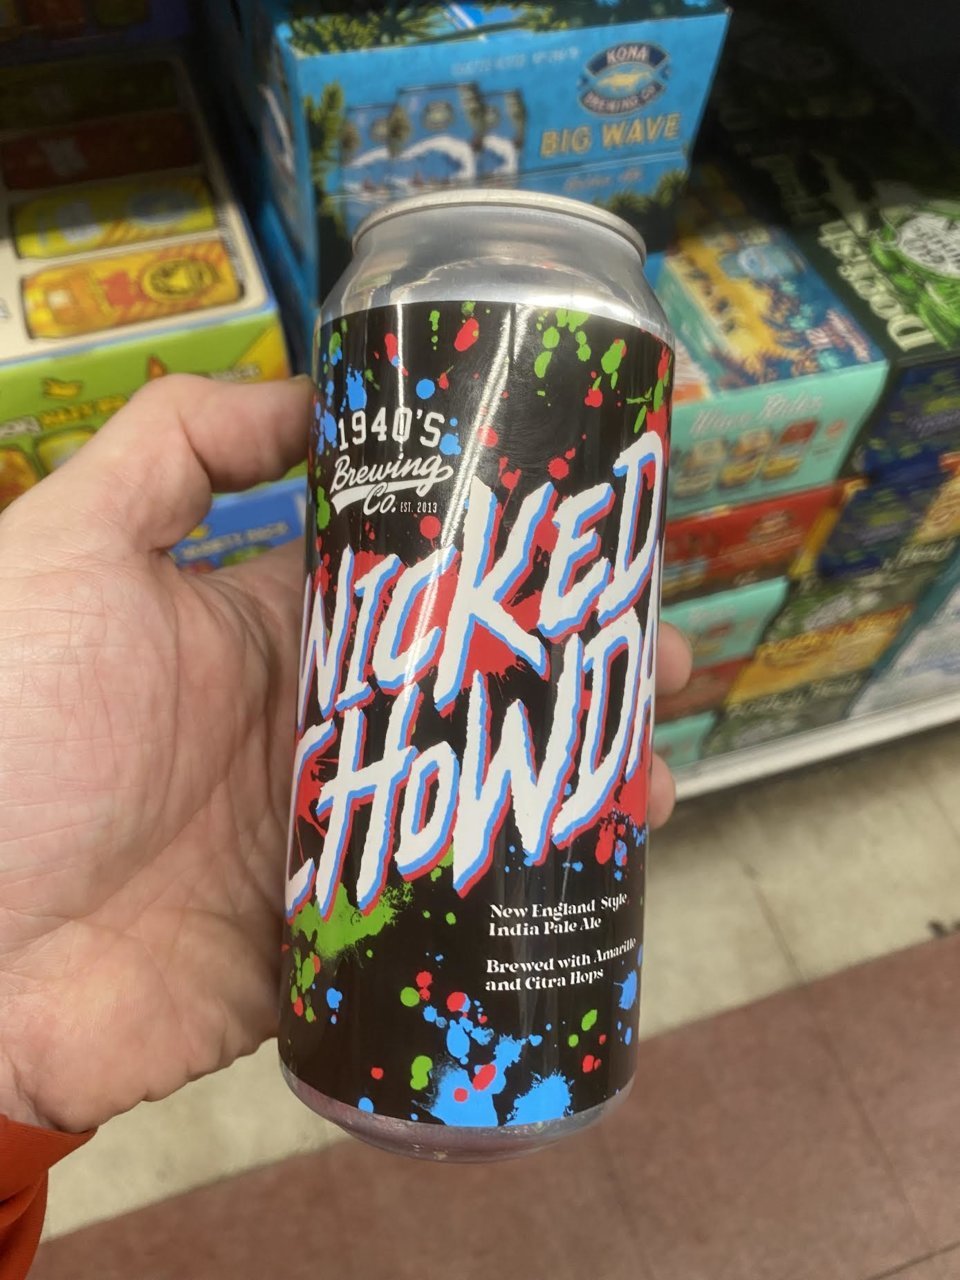 KONA
BREWING CO
BIG WAVE
1940'S
Brewing
Co. EST. 2013
WICKED
CHOWDA
New England Style
India Pale Ale
Brewed with Amarillo
and Citra Hops
Dogfish